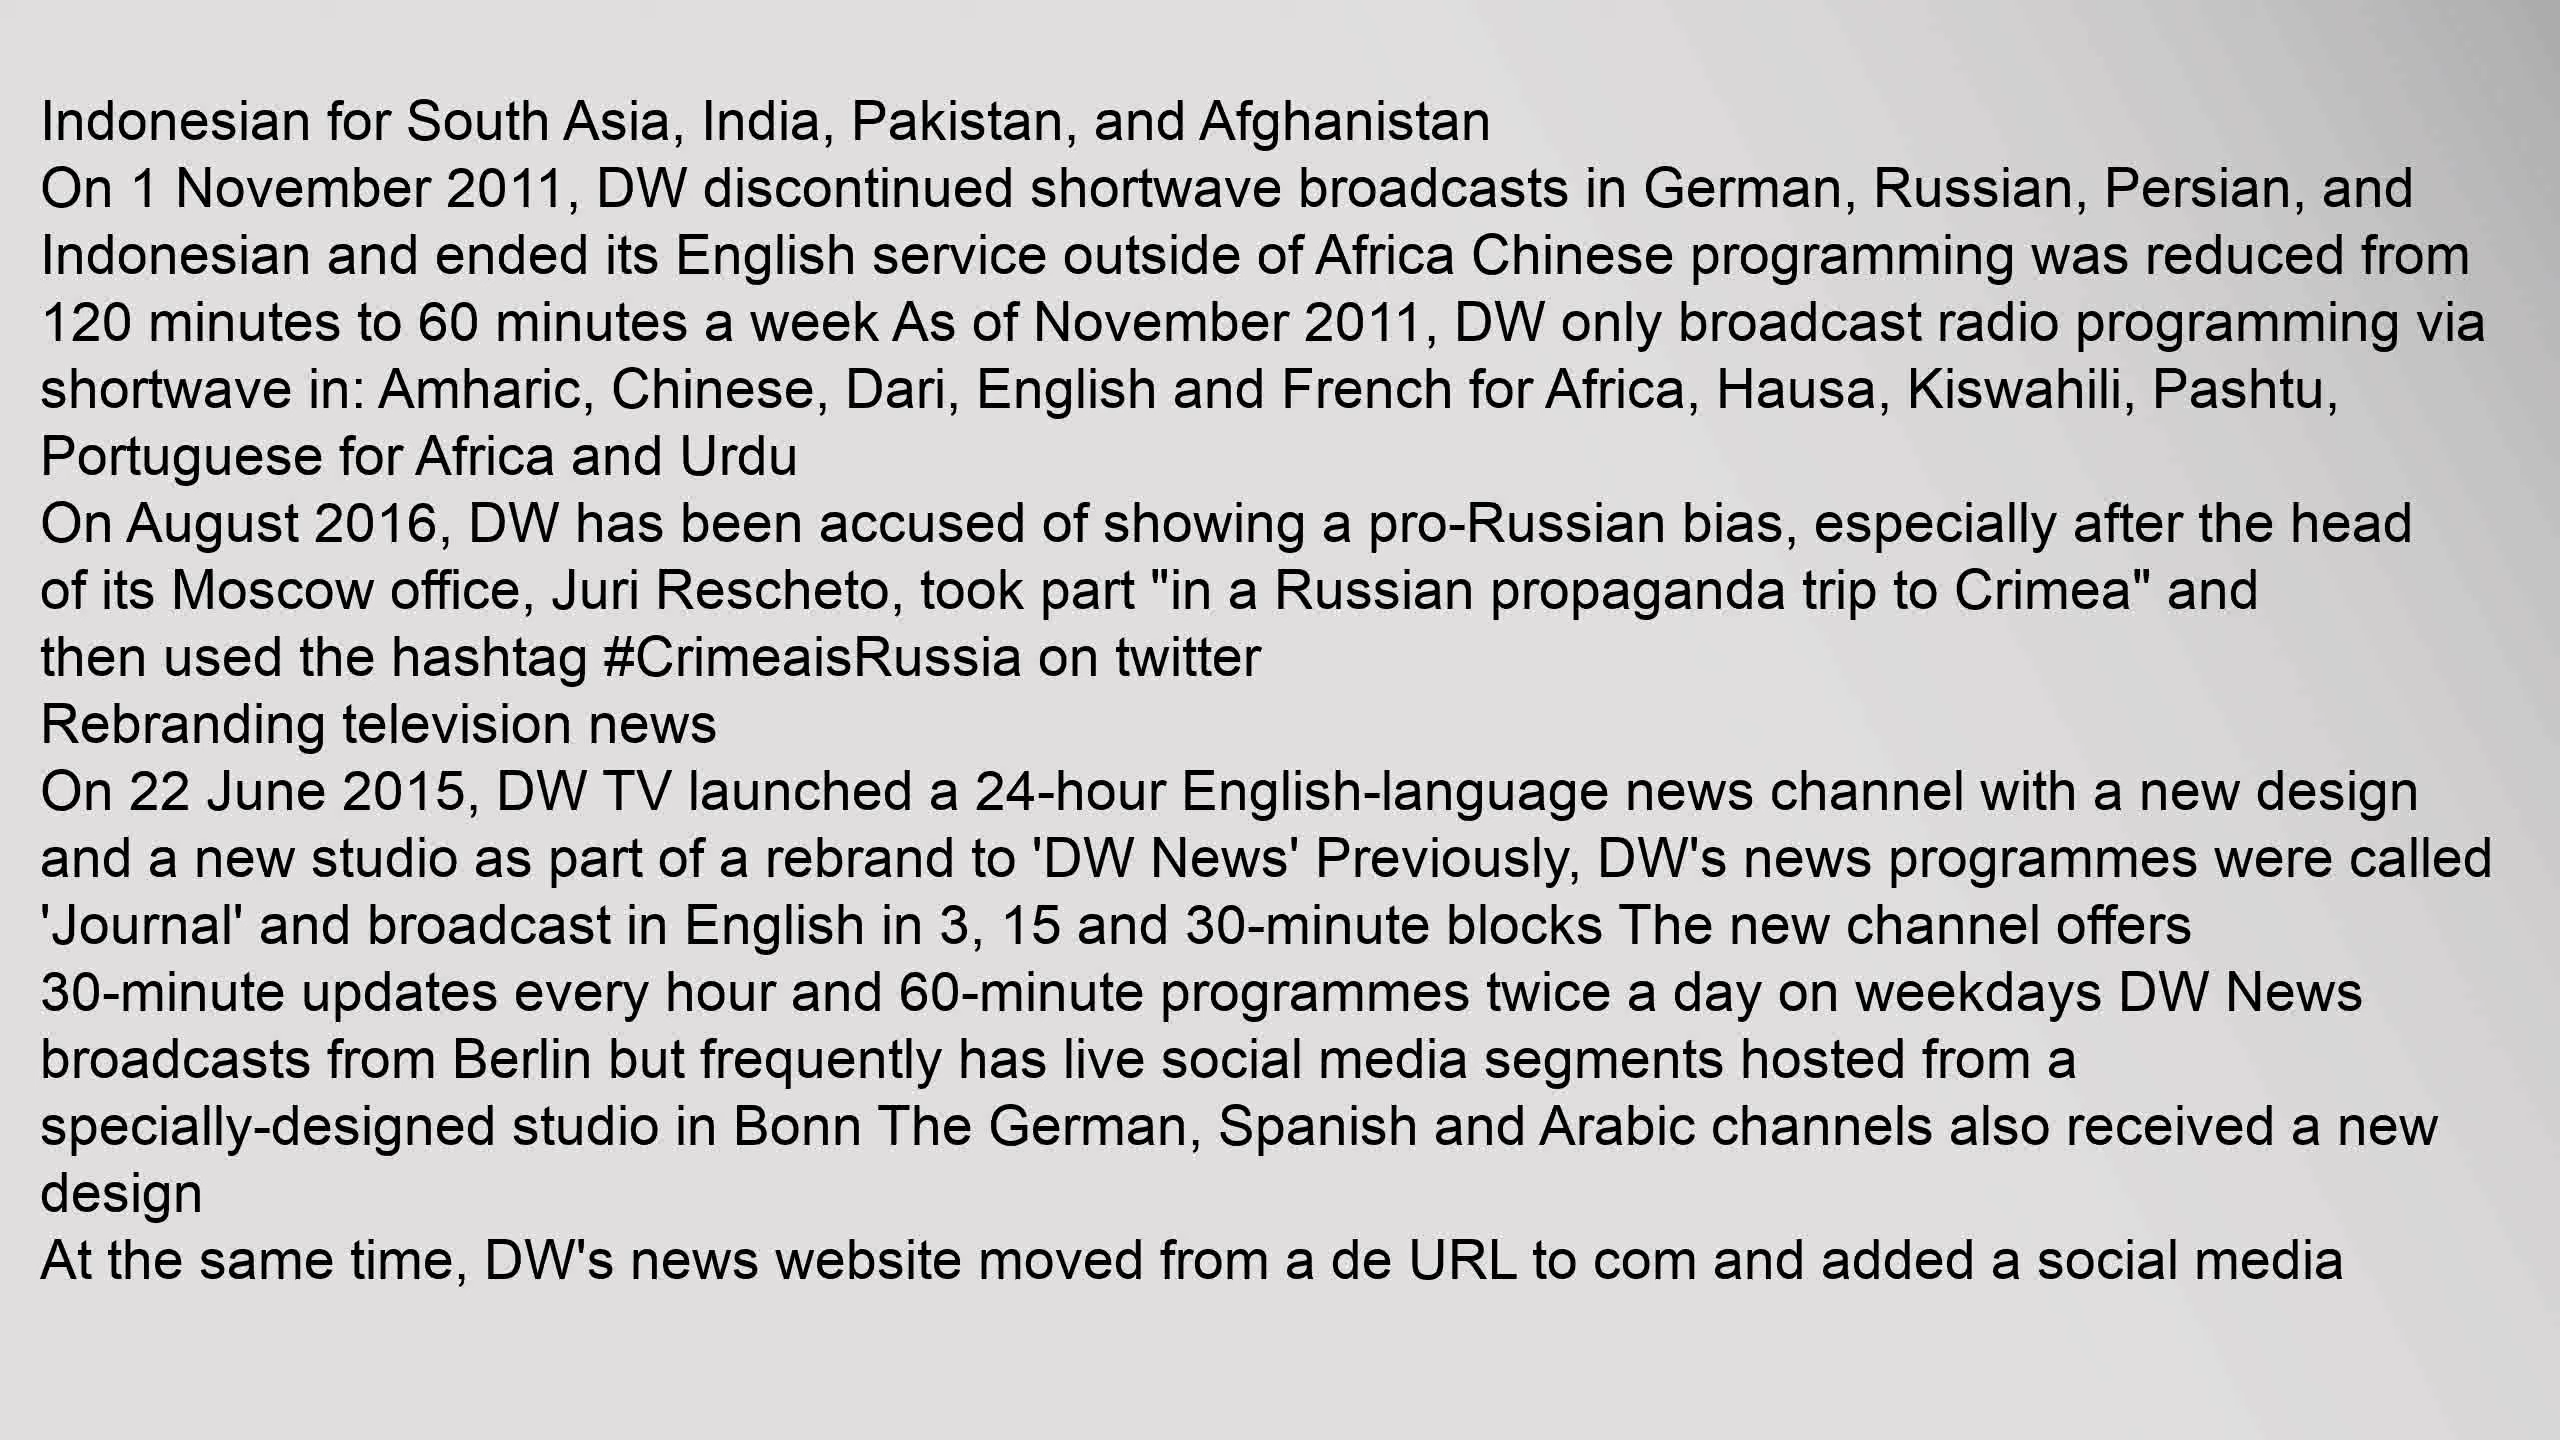 Indonesian for South Asia, India, Pakistan, and Afghanistan
On 1 November 2011, DW discontinued shortwave broadcasts in German, Russian, Persian, and
Indonesian and ended its English service outside of Africa Chinese programming was reduced from
120 minutes to 60 minutes a week As of November 2011, DW only broadcast radio programming via
shortwave in: Amharic, Chinese, Dari, English and French for Africa, Hausa, Kiswahili, Pashtu,
Portuguese for Africa and Urdu
On August 2016, DW has been accused of showing a pro-Russian bias, especially after the head
of its Moscow office, Juri Rescheto, took part "in a Russian propaganda trip to Crimea" and
then used the hashtag #CrimeaisRussia on twitter
Rebranding television news
On 22 June 2015, DW TV launched a 24-hour English-language news channel with a new design
and a new studio as part of a rebrand to 'DW News' Previously, DW's news programmes were called
'Journal' and broadcast in English in 3, 15 and 30-minute blocks The new channel offers
30-minute updates every hour and 60-minute programmes twice a day on weekdays DW News
broadcasts from Berlin but frequently has live social media segments hosted from a
specially-designed studio in Bonn The German, Spanish and Arabic channels also received a new
design
At the same time, DW's news website moved from a de URL to com and added a social media